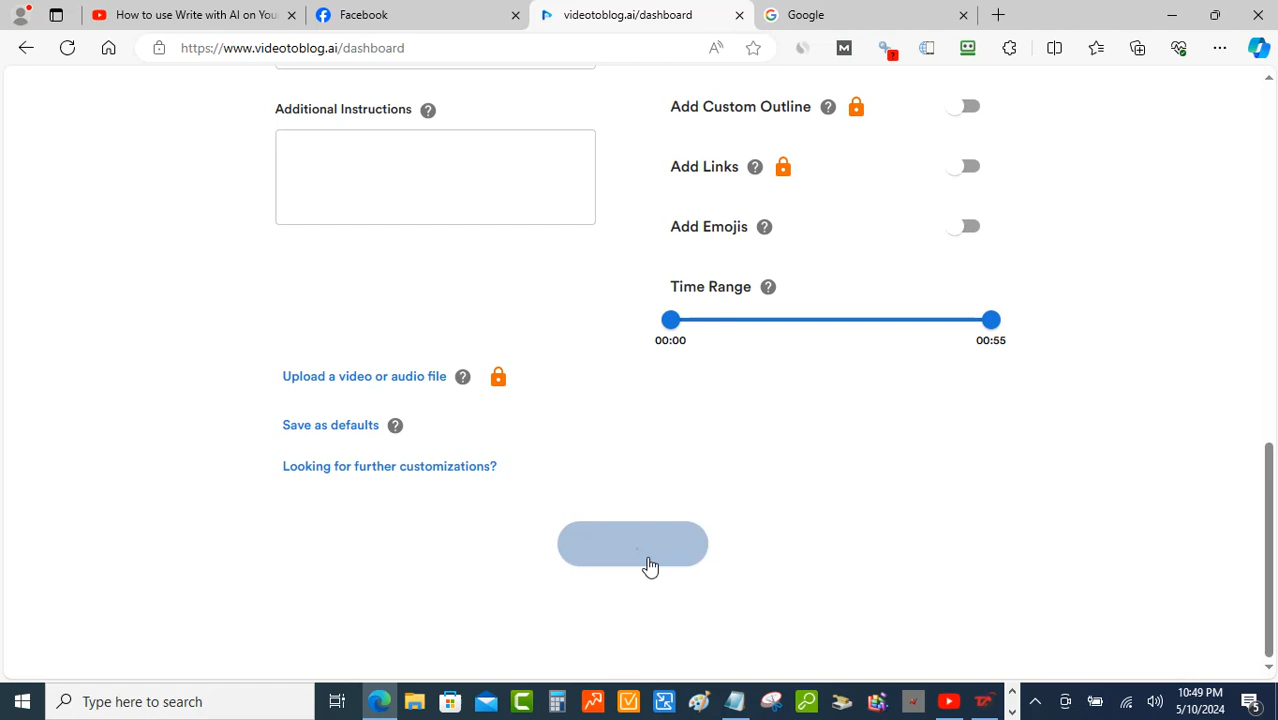 How to use Write with AI on You
Facebook
videotoblog.ai/dashboard
Google
https://www.videotoblog.ai/dashboard
Additional Instructions
Add Custom Outline
Add Links
Add Emojis
Time Range
00:00
00:55
Upload a video or audio file
Save as defaults
Looking for further customizations?
Type here to search
10:49 PM
5/10/2024
5